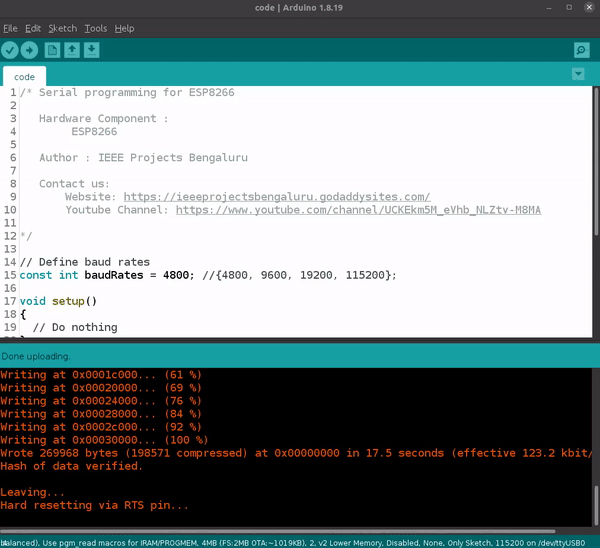 code | Arduino 1.8.19
File Edit Sketch Tools Help
code
1 /* Serial programming for ESP8266
2
3 Hardware Component :
4 ESP8266
5
6 Author : IEEE Projects Bengaluru
7
8 Contact us:
9 Website: https://ieeeprojectsbengaluru.godaddysites.com/
10 Youtube Channel: https://www.youtube.com/channel/UCKEkm5M_eVhb_NLZtv-M8MA
11
12 */
13
14 // Define baud rates
15 const int baudRates = 4800; //{4800, 9600, 19200, 115200};
16
17 void setup()
18 {
19 // Do nothing
Done uploading.
Writing at 0x0001c000... (61 %)
Writing at 0x00020000... (69 %)
Writing at 0x00024000... (76 %)
Writing at 0x00028000... (84 %)
Writing at 0x0002c000... (92 %)
Writing at 0x00030000... (100 %)
Wrote 269968 bytes (198571 compressed) at 0x00000000 in 17.5 seconds (effective 123.2 kbit/
Hash of data verified.
Leaving...
Hard resetting via RTS pin...
balanced), Use pgm_read macros for IRAM/PROGMEM, 4MB (FS:2MB OTA:~1019KB), 2, v2 Lower Memory, Disabled, None, Only Sketch, 115200 on /dev/ttyUSB0